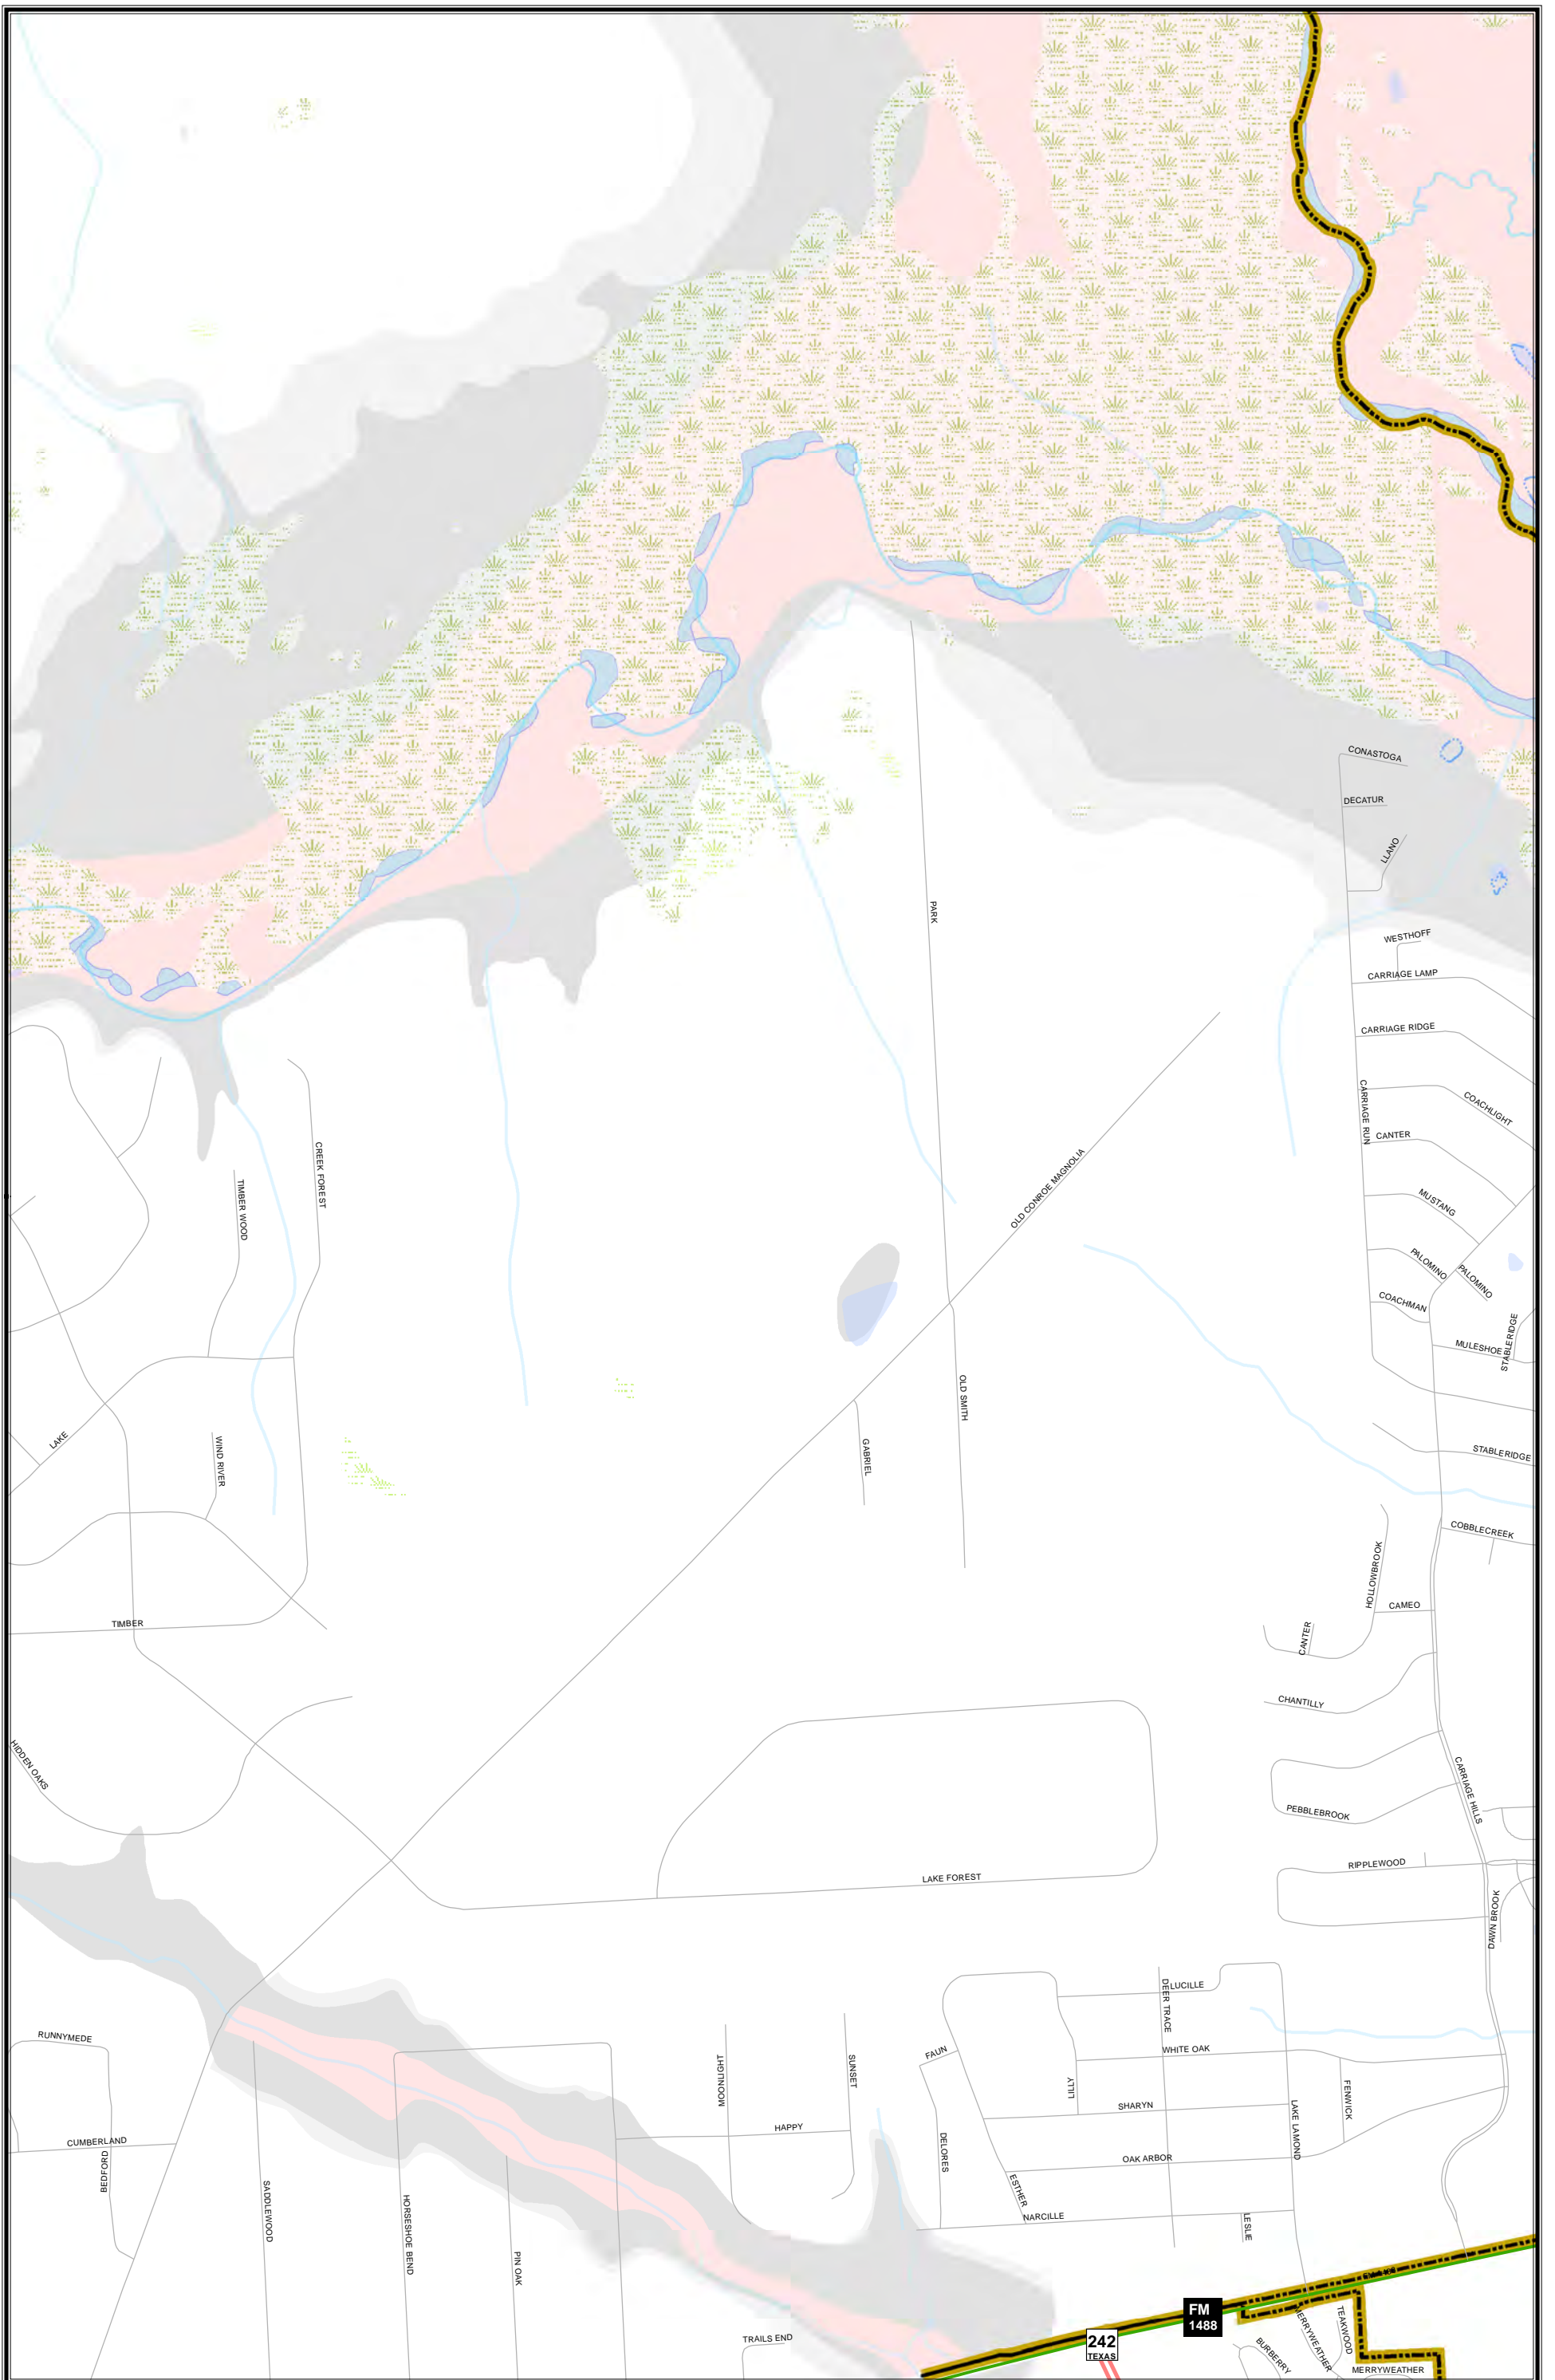 CONASTOGA
DECATUR
LLANO
PARK
WESTHOFF
CARRIAGE LAMP
CARRIAGE RIDGE
CARRIAGE RUN
COACHLIGHT
CANTER
CREEK FOREST
TIMBER WOOD
OLD CONROE MAGNOLIA
MUSTANG
PALOMINO
PALOMINO
COACHMAN
STABLERIDGE
MULESHOE
OLD SMITH
LAKE
WIND RIVER
GABRIEL
STABLERIDGE
COBBLECREEK
HOLLOWBROOK
CAMEO
TIMBER
CANTER
CHANTILLY
HIDDEN OAKS
CARRIAGE HILLS
PEBBLEBROOK
RIPPLEWOOD
LAKE FOREST
DAWN BROOK
LUCILLE
DEER TRACE
RUNNYMEDE
MOONLIGHT
SUNSET
FAUN
WHITE OAK
LILLY
FENWICK
SHARYN
LAKE LAMOND
HAPPY
CUMBERLAND
BEDFORD
DELORES
OAK ARBOR
SADDLEWOOD
HORSESHOE BEND
ESTHER
NARCILLE
LESLIE
PIN OAK
FM
1488
242
TEXAS
TRAILS END
MERRYWEATHER
TEAKWOOD
BURBERRY
MERRYWEATHER